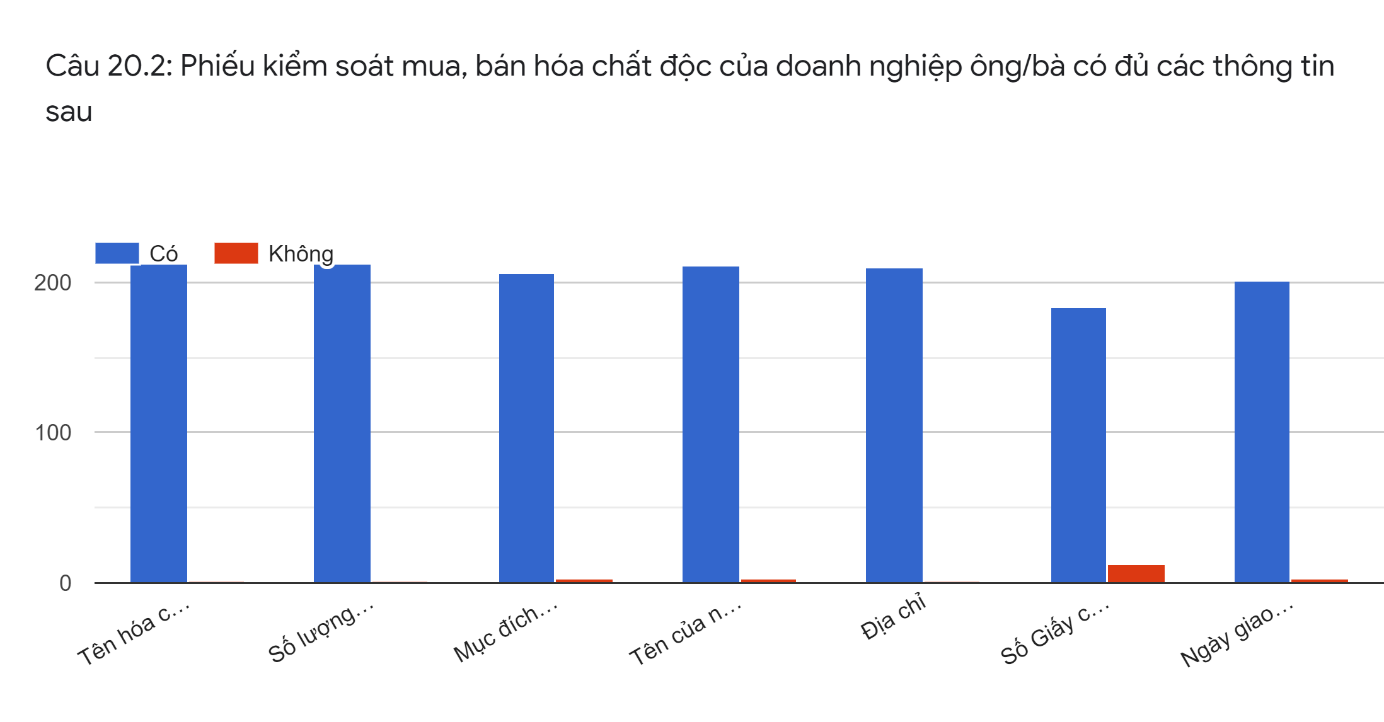 Câu 20.2: Phiếu kiểm soát mua, bán hóa chất độc của doanh nghiệp ông/bà có đủ các thông tin
sau
Có
Không
200
100
0
Tên hóa c...
Số lượng...
Mục đích...
Tên của n...
Địa chỉ
Số Giấy c...
Ngày giao...